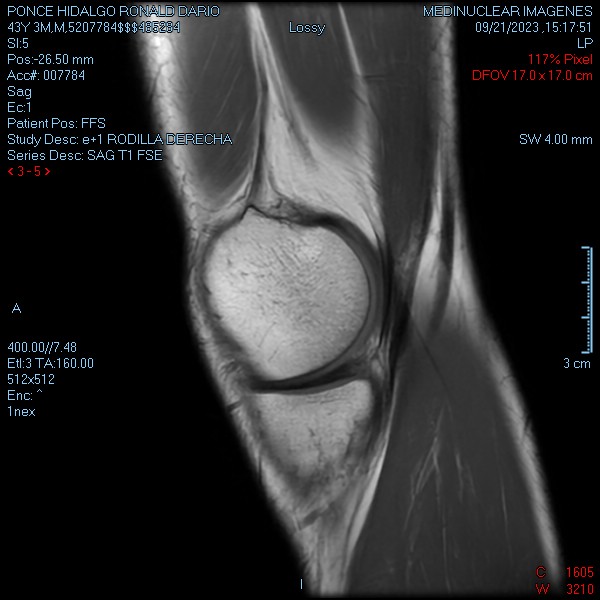 PONCE HIDALGO RONALD DARIO
43Y 3M,M,5207784$$$485284
Sl:5
Pos:-26.50 mm
Acc#: 007784
Sag
Ec:1
Patient Pos: FFS
Study Desc: e+1 RODILLA DERECHA
Series Desc: SAG T1 FSE
< 3 - 5 >
Lossy
MEDINUCLEAR IMAGENES
09/21/2023 ,15:17:51
LP
117% Pixel
DFOV 17.0 x 17.0 cm
SW 4.00 mm
A
400.00//7.48
Etl:3 TA:160.00
512x512
Enc: ^
1nex
3 cm
I
C 1605
W 3210